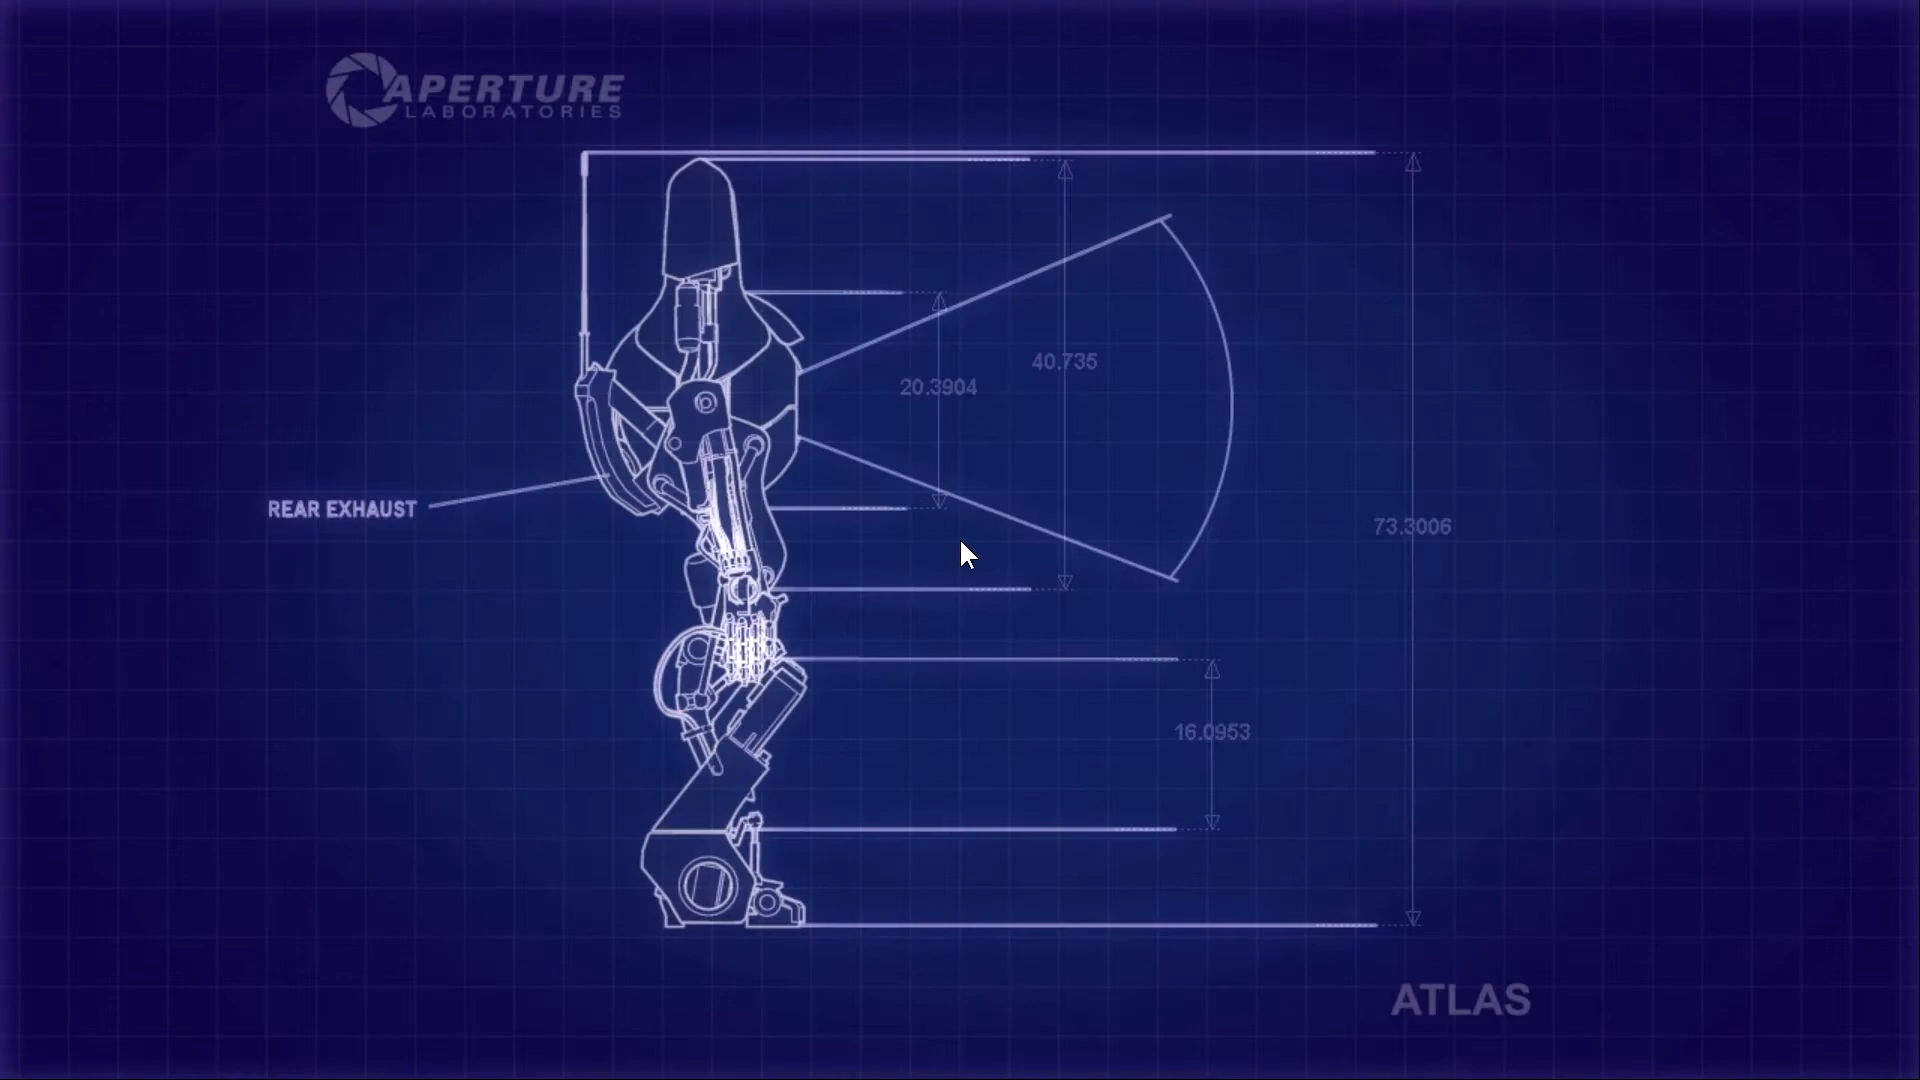 APERTURE
LABORATORIES
40.735
20.3904
REAR EXHAUST
73.3006
16.0953
ATLAS